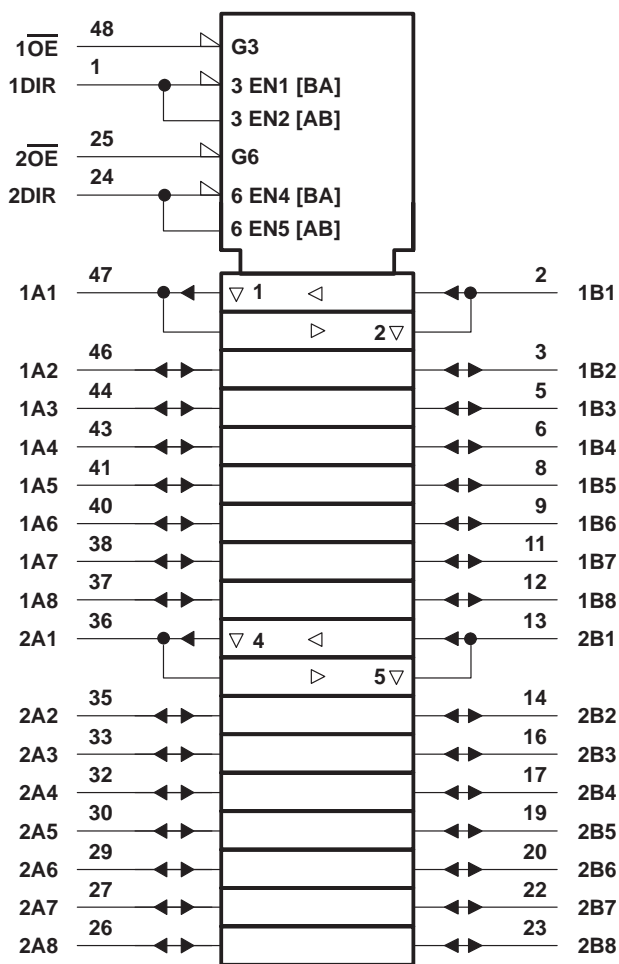 1OE 48 G3
1DIR 1 3 EN1 [BA]
3 EN2 [AB]
2OE 25 G6
2DIR 24 6 EN4 [BA]
6 EN5 [AB]
1A1 47 1 2 1B1
2
1A2 46 3 1B2
1A3 44 5 1B3
1A4 43 6 1B4
1A5 41 8 1B5
1A6 40 9 1B6
1A7 38 11 1B7
1A8 37 12 1B8
2A1 36 4 13 2B1
5
2A2 35 14 2B2
2A3 33 16 2B3
2A4 32 17 2B4
2A5 30 19 2B5
2A6 29 20 2B6
2A7 27 22 2B7
2A8 26 23 2B8